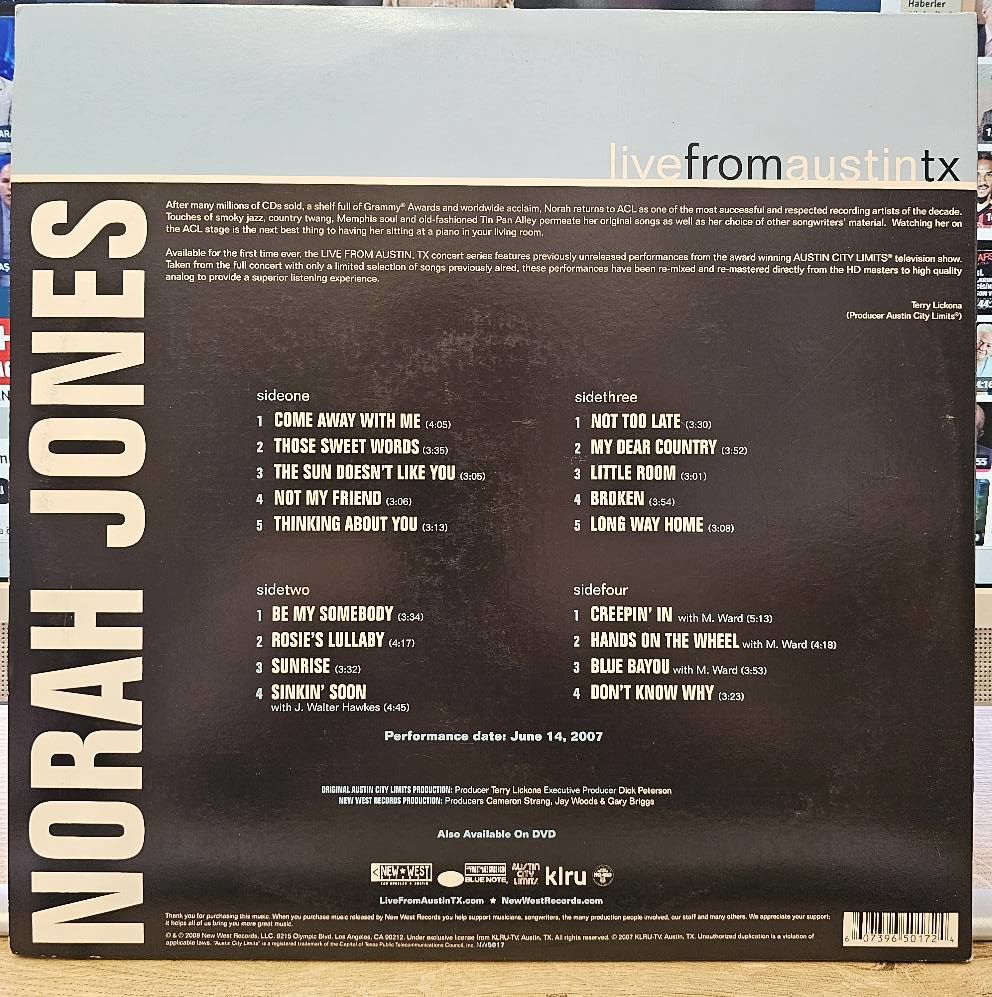 Haberler
livefromaustintx
NORAH JONES
After many millions of CDs sold, a shelf full of Grammy® Awards and worldwide acclaim, Norah returns to ACL as one of the most successful and respected recording artists of the decade.
Touches of smoky jazz, country twang, Memphis soul and old-fashioned Tin Pan Alley permeate her original songs as well as her choice of other songwriters' material. Watching her on
the ACL stage is the next best thing to having her sitting at a piano in your living room.
Available for the first time ever, the LIVE FROM AUSTIN, TX concert series features previously unreleased performances from the award winning AUSTIN CITY LIMITS® television show.
Taken from the full concert with only a limited selection of songs previously aired, these performances have been re-mixed and re-mastered directly from the HD masters to high quality
analog to provide a superior listening experience.
Terry Lickona
(Producer Austin City Limits®)
sideone
1 COME AWAY WITH ME (4:05)
2 THOSE SWEET WORDS (3:35)
3 THE SUN DOESN'T LIKE YOU (3:05)
4 NOT MY FRIEND (3:06)
5 THINKING ABOUT YOU (3:13)
sidetwo
1 BE MY SOMEBODY (3:34)
2 ROSIE'S LULLABY (4:17)
3 SUNRISE (3:32)
4 SINKIN' SOON
with J. Walter Hawkes (4:45)
sidethree
1 NOT TOO LATE (3:30)
2 MY DEAR COUNTRY (3:52)
3 LITTLE ROOM (3:01)
4 BROKEN (3:54)
5 LONG WAY HOME (3:08)
sidefour
1 CREEPIN' IN with M. Ward (5:13)
2 HANDS ON THE WHEEL with M. Ward (4:18)
3 BLUE BAYOU with M. Ward (3:53)
4 DON'T KNOW WHY (3:23)
Performance date: June 14, 2007
ORIGINAL AUSTIN CITY LIMITS PRODUCTION: Producer Terry Lickona Executive Producer Dick Peterson
NEW WEST RECORDS PRODUCTION: Producers Cameron Strang, Jay Woods & Gary Briggs
Also Available On DVD
NEW★WEST
LOS ANGELES • AUSTIN
BLUE NOTE.
AUSTIN
CITY
LIMITS
klru
LiveFromAustinTX.com ★ NewWestRecords.com
Thank you for purchasing this music. When you purchase music released by New West Records you help support musicians, songwriters, the many production people involved, our staff and many others. We appreciate your support;
it helps all of us bring you more great music.
℗ & © 2008 New West Records, LLC. 9215 Olympic Blvd. Los Angeles, CA 90212. Under exclusive license from KLRU-TV, Austin, TX. All rights reserved. © 2007 KLRU-TV, Austin, TX. Unauthorized duplication is a violation of
applicable laws. "Austin City Limits" is a registered trademark of the Capital of Texas Public Telecommunications Council, Inc. NW5017
6 07396 50172 4